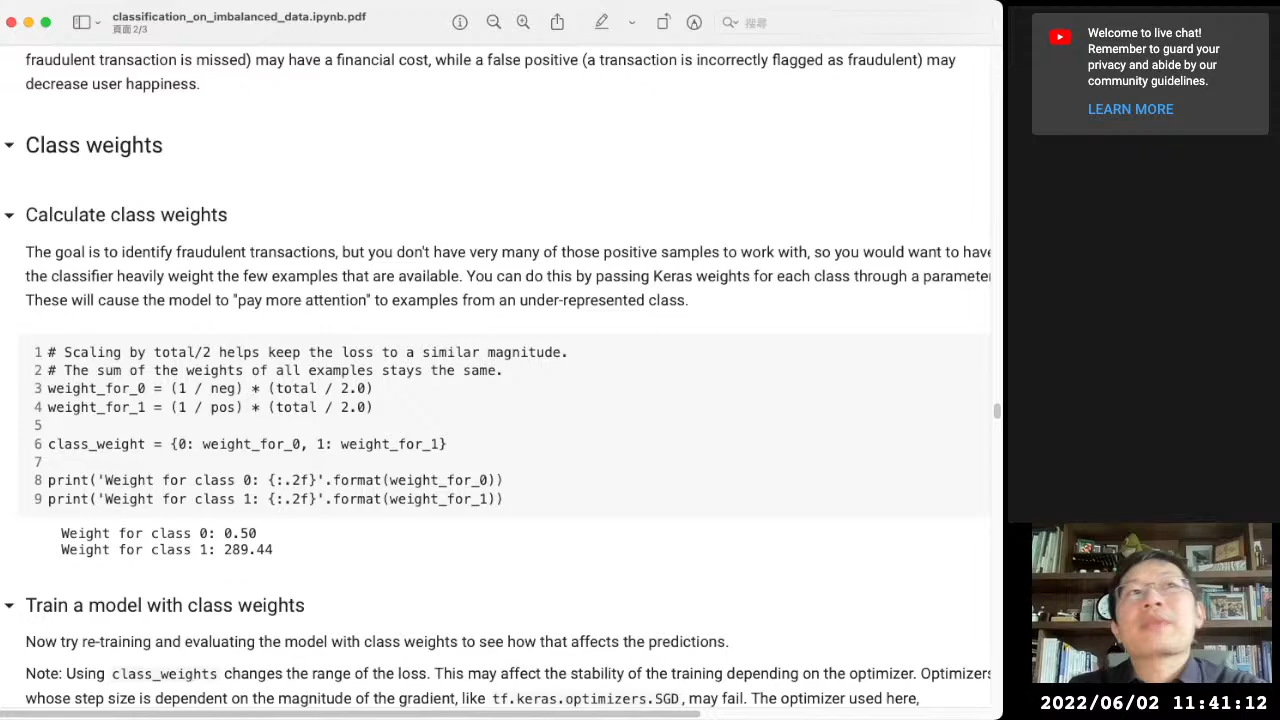 classification_on_imbalanced_data.ipynb.pdf
頁面 2/3
搜尋
fraudulent transaction is missed) may have a financial cost, while a false positive (a transaction is incorrectly flagged as fraudulent) may
decrease user happiness.
Class weights
Calculate class weights
The goal is to identify fraudulent transactions, but you don't have very many of those positive samples to work with, so you would want to have
the classifier heavily weight the few examples that are available. You can do this by passing Keras weights for each class through a parameter
These will cause the model to "pay more attention" to examples from an under-represented class.
1 # Scaling by total/2 helps keep the loss to a similar magnitude.
2 # The sum of the weights of all examples stays the same.
3 weight_for_0 = (1 / neg) * (total / 2.0)
4 weight_for_1 = (1 / pos) * (total / 2.0)
5
6 class_weight = {0: weight_for_0, 1: weight_for_1}
7
8 print('Weight for class 0: {:.2f}'.format(weight_for_0))
9 print('Weight for class 1: {:.2f}'.format(weight_for_1))
Weight for class 0: 0.50
Weight for class 1: 289.44
Train a model with class weights
Now try re-training and evaluating the model with class weights to see how that affects the predictions.
Note: Using class_weights changes the range of the loss. This may affect the stability of the training depending on the optimizer. Optimizers
whose step size is dependent on the magnitude of the gradient, like tf.keras.optimizers.SGD, may fail. The optimizer used here,
Welcome to live chat!
Remember to guard your
privacy and abide by our
community guidelines.
LEARN MORE
2022/06/02 11:41:12